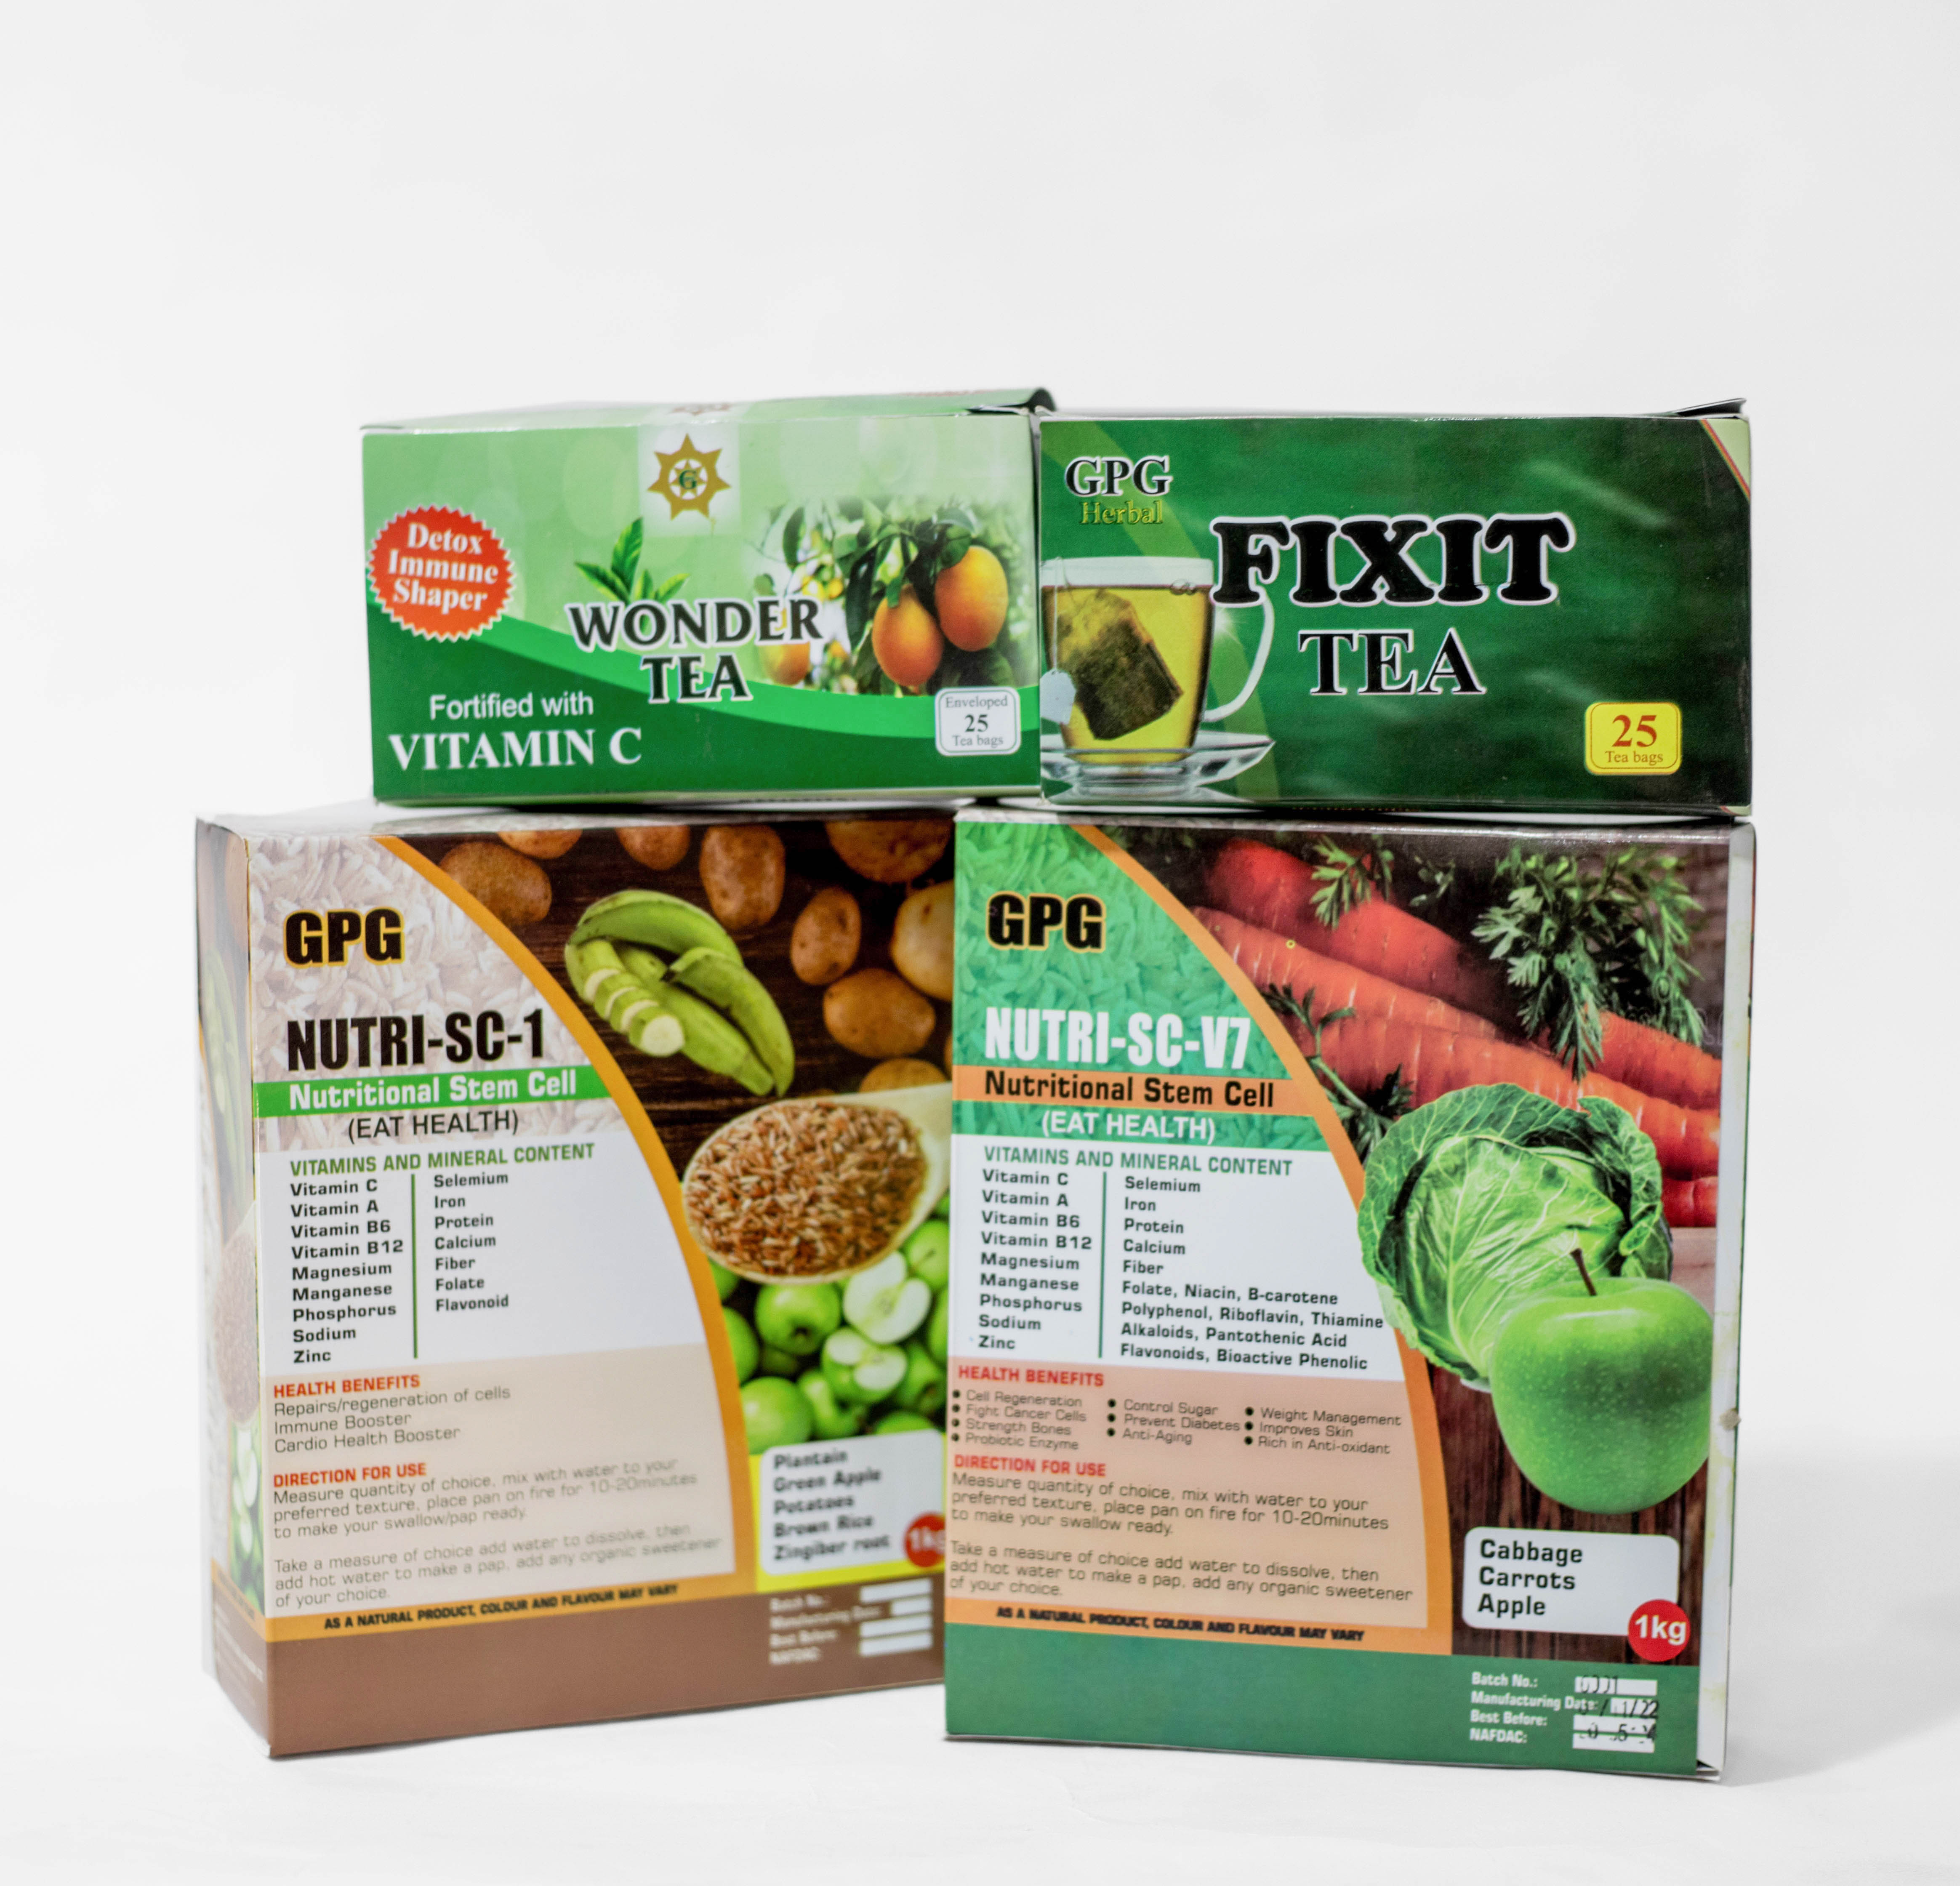 G
Detox
Immune
Shaper
WONDER
TEA
Fortified with
VITAMIN C
Enveloped
25
Tea bags
GPG
Herbal
FIXIT
TEA
25
Tea bags
GPG
NUTRI-SC-1
Nutritional Stem Cell
(EAT HEALTH)
VITAMINS AND MINERAL CONTENT
Vitamin C
Vitamin A
Vitamin B6
Vitamin B12
Magnesium
Manganese
Phosphorus
Sodium
Zinc
Selemium
Iron
Protein
Calcium
Fiber
Folate
Flavonoid
HEALTH BENEFITS
Repairs/regeneration of cells
Immune Booster
Cardio Health Booster
DIRECTION FOR USE
Measure quantity of choice, mix with water to your
preferred texture, place pan on fire for 10-20minutes
to make your swallow/pap ready.
Take a measure of choice add water to dissolve, then
add hot water to make a pap, add any organic sweetener
of your choice.
AS A NATURAL PRODUCT, COLOUR AND FLAVOUR MAY VARY
Plantain
Green Apple
Potatoes
Brown Rice
Zingiber root
1kg
Batch No.:
Manufacturing Date:
Best Before:
NAFDAC:
GPG
NUTRI-SC-V7
Nutritional Stem Cell
(EAT HEALTH)
VITAMINS AND MINERAL CONTENT
Vitamin C
Vitamin A
Vitamin B6
Vitamin B12
Magnesium
Manganese
Phosphorus
Sodium
Zinc
Selemium
Iron
Protein
Calcium
Fiber
Folate, Niacin, B-carotene
Polyphenol, Riboflavin, Thiamine
Alkaloids, Pantothenic Acid
Flavonoids, Bioactive Phenolic
HEALTH BENEFITS
• Cell Regeneration
• Fight Cancer Cells
• Strength Bones
• Probiotic Enzyme
• Control Sugar
• Prevent Diabetes
• Anti-Aging
• Weight Management
• Improves Skin
• Rich in Anti-oxidant
DIRECTION FOR USE
Measure quantity of choice, mix with water to your
preferred texture, place pan on fire for 10-20minutes
to make your swallow ready.
Take a measure of choice add water to dissolve, then
add hot water to make a pap, add any organic sweetener
of your choice.
AS A NATURAL PRODUCT, COLOUR AND FLAVOUR MAY VARY
Cabbage
Carrots
Apple
1kg
Batch No.:
Manufacturing Date:
Best Before:
NAFDAC: